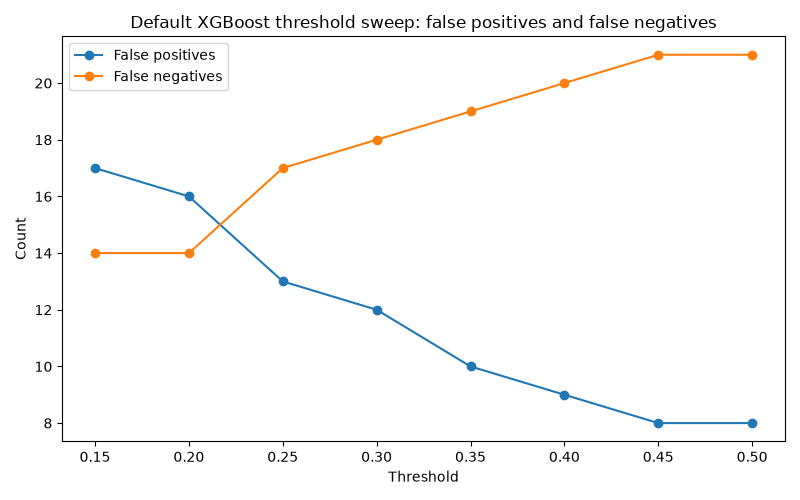 Default XGBoost threshold sweep: false positives and false negatives
False positives
False negatives
Count
20
18
16
14
12
10
8
0.15 0.20 0.25 0.30 0.35 0.40 0.45 0.50
Threshold